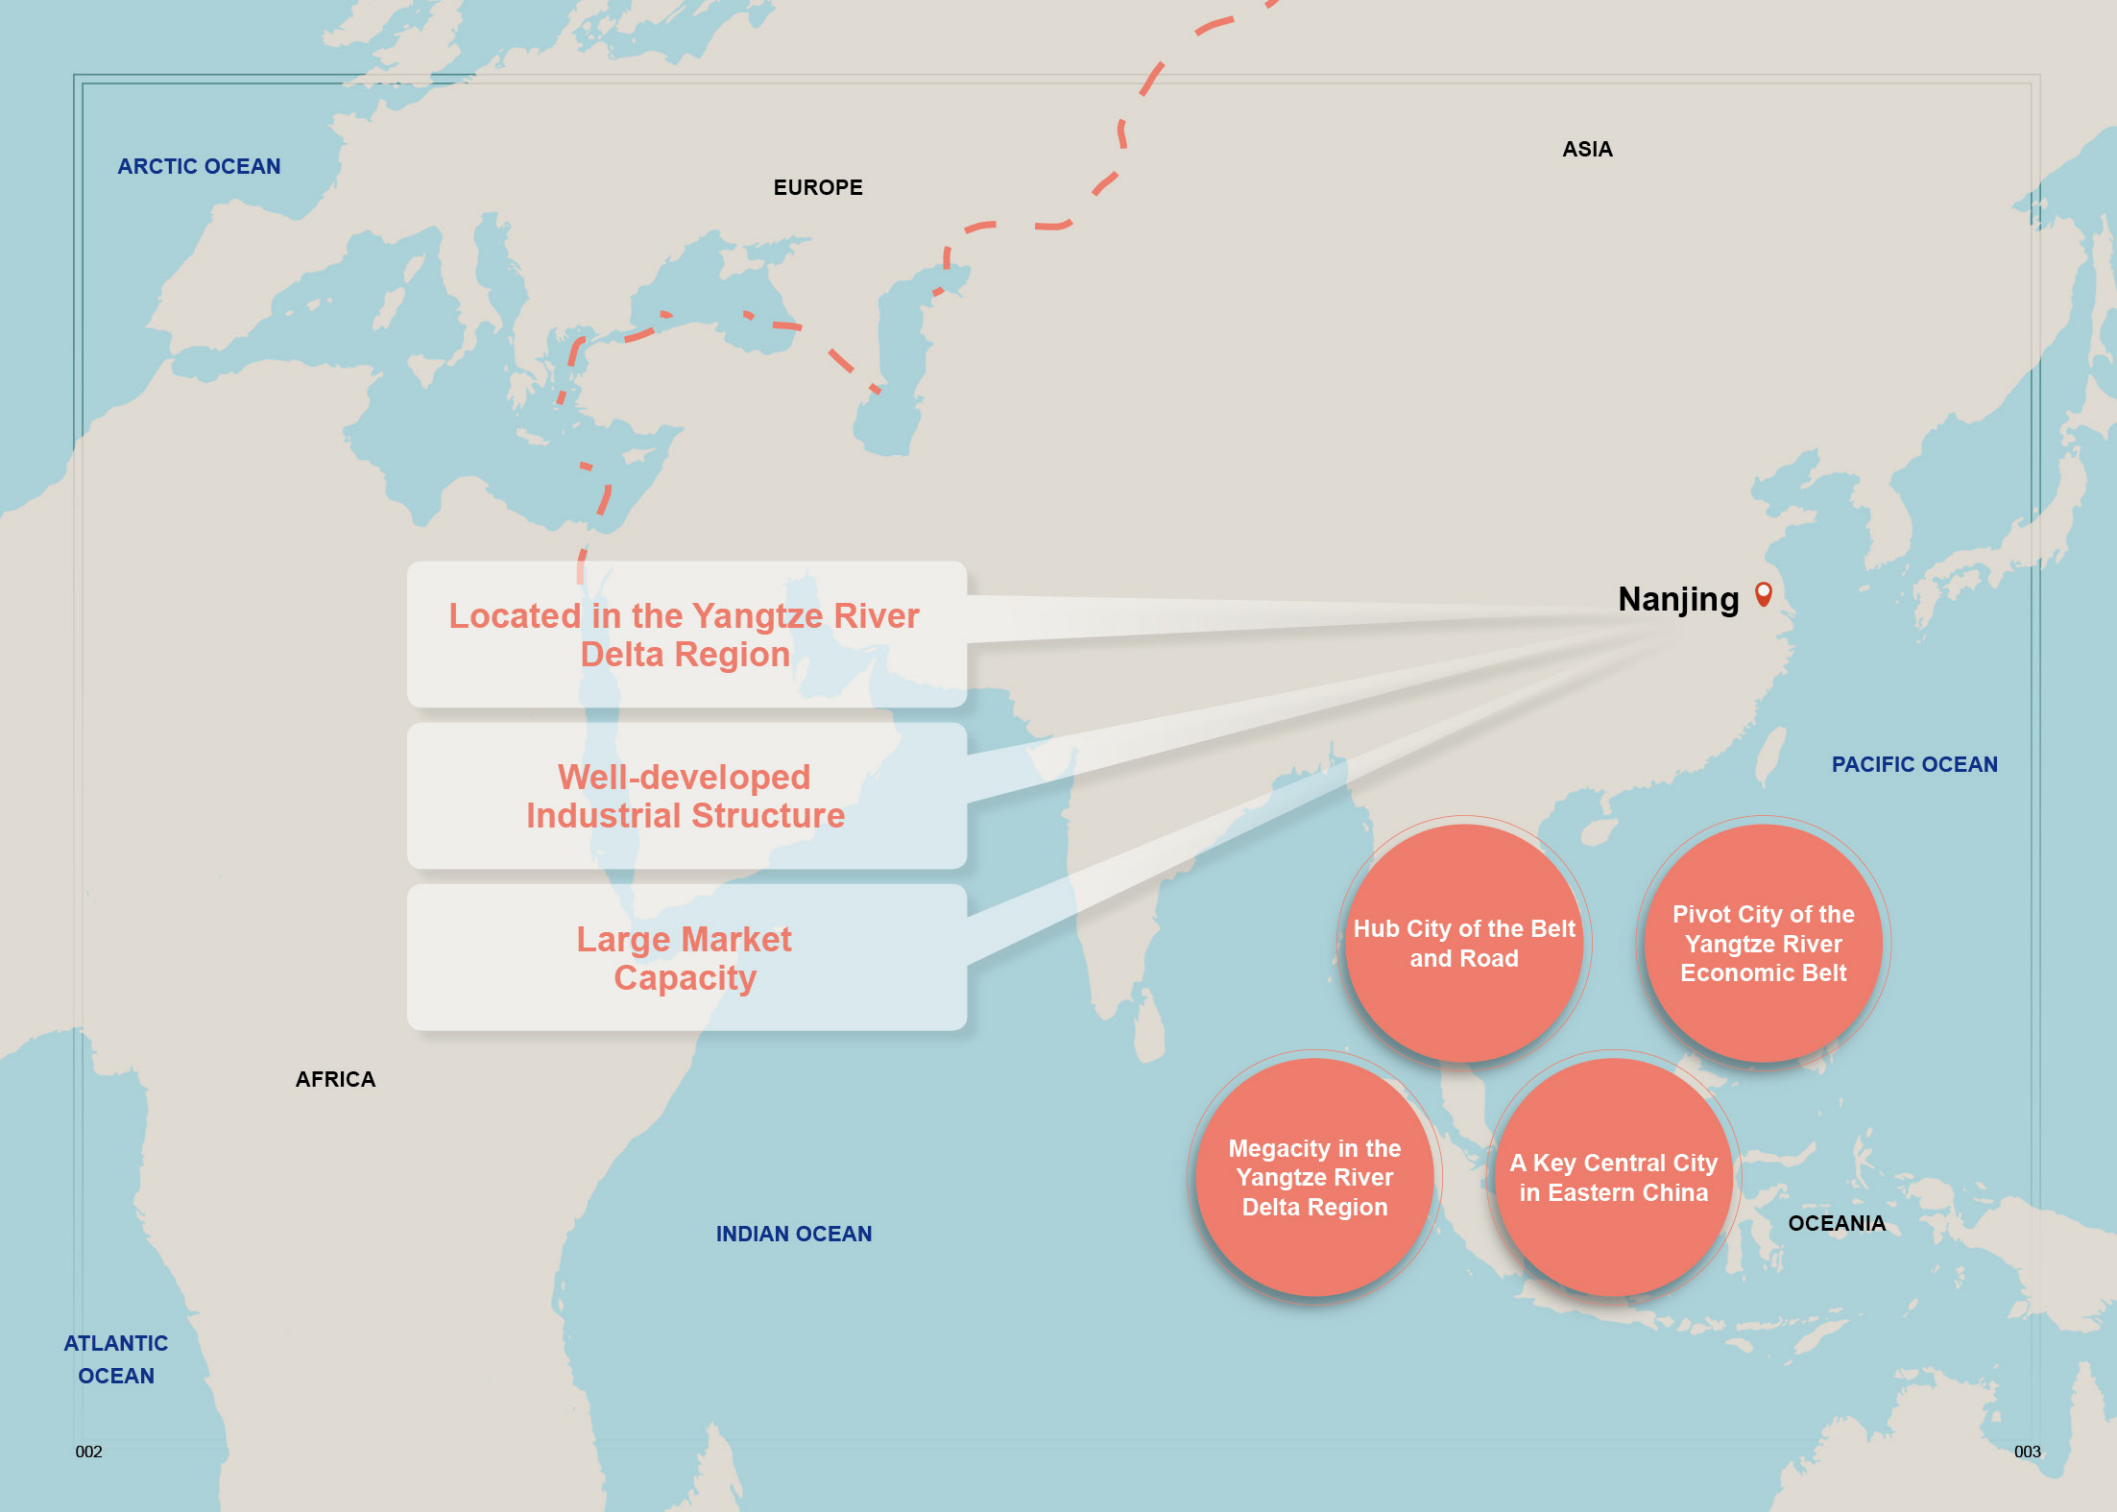 ASIA
ARCTIC OCEAN
EUROPE
Nanjing
Located in the Yangtze River
Delta Region
Well-developed
Industrial Structure
Large Market
Capacity
PACIFIC OCEAN
Hub City of the Belt
and Road
Pivot City of the
Yangtze River
Economic Belt
Megacity in the
Yangtze River
Delta Region
A Key Central City
in Eastern China
AFRICA
INDIAN OCEAN
OCEANIA
ATLANTIC
OCEAN
002
003